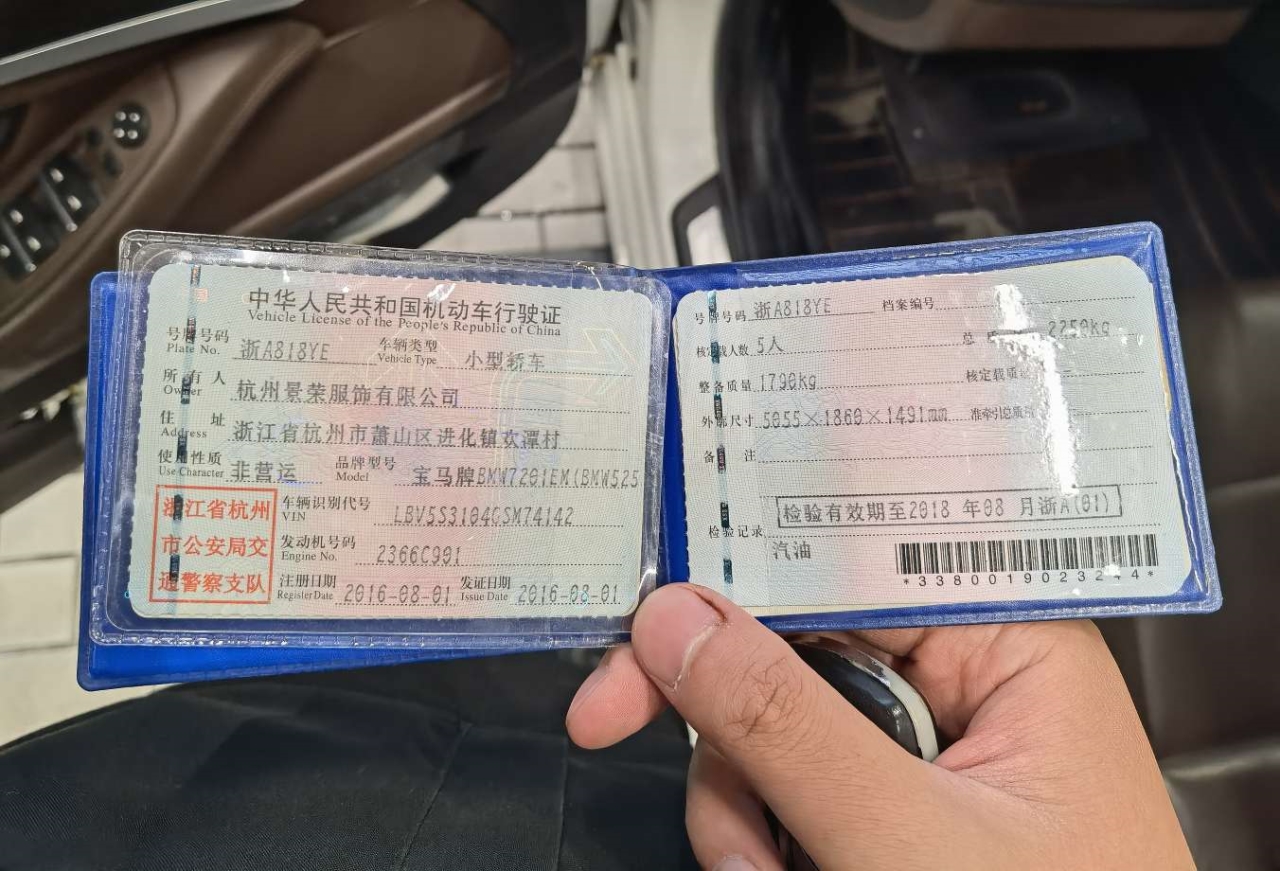 中华人民共和国机动车行驶证
Vehicle License of the People's Republic of China
号牌号码 浙A818YE 车辆类型 小型轿车
Plate No. Vehicle Type
所有人 杭州景荣服饰有限公司
Owner
住址 浙江省杭州市萧山区进化镇欢潭村
Address
使用性质 非营运 品牌型号 宝马牌BMW7201EM(BMW525
Use Character Model
浙江省杭州
市公安局交
通警察支队
车辆识别代号 LBV5S3104GSM74142
VIN
发动机号码 2366C991
Engine No.
注册日期 2016-08-01 发证日期 2016-08-01
Register Date Issue Date
号牌号码 浙A818YE 档案编号
核定载人数 5人 总 2250kg
整备质量 1790kg 核定载质
外廓尺寸 5055×1860×1491mm 准牵引总质
备注
检验有效期至2018 年08 月浙A(01)
检验记录
汽油